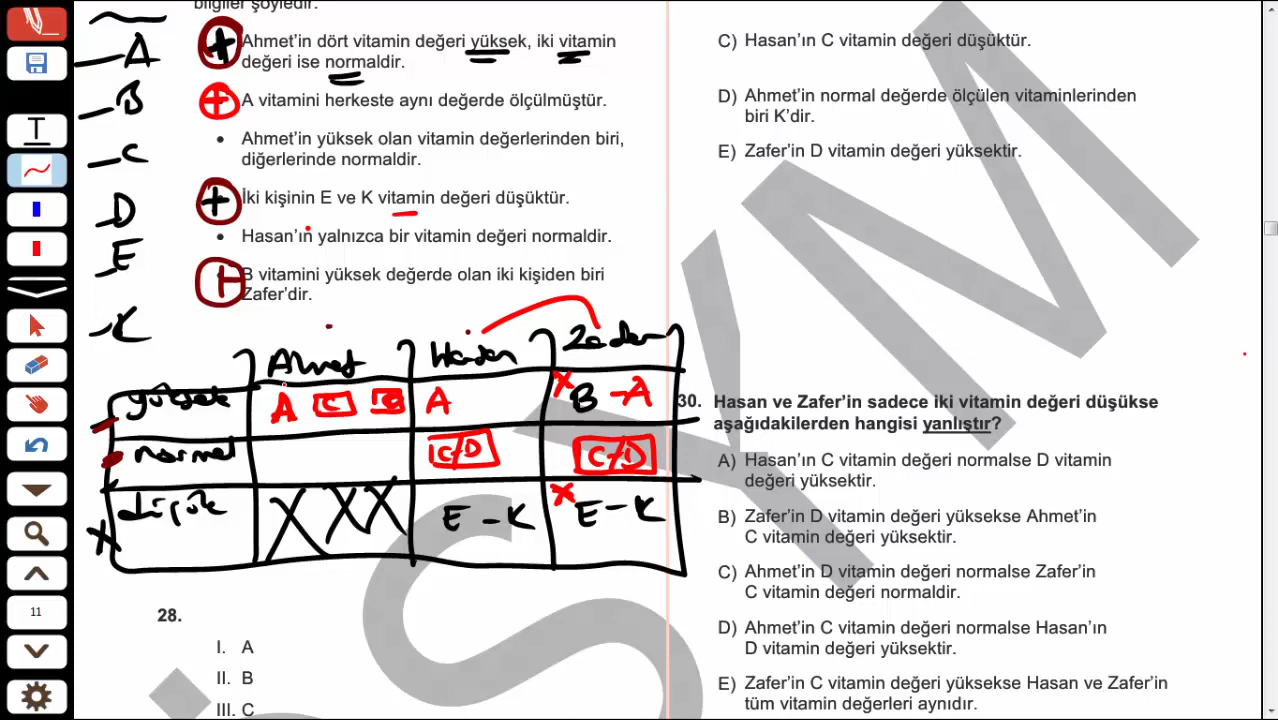 bilgiler şöyledir.
Ahmet'in dört vitamin değeri yüksek, iki vitamin
değeri ise normaldir.
A vitamini herkeste aynı değerde ölçülmüştür.
• Ahmet'in yüksek olan vitamin değerlerinden biri,
diğerlerinde normaldir.
İki kişinin E ve K vitamin değeri düşüktür.
• Hasan'ın yalnızca bir vitamin değeri normaldir.
B vitamini yüksek değerde olan iki kişiden biri
Zafer'dir.
A
B
C
D
E
K
Ahmet Hasan Zafer
yüksek A C B A B - A
normal C/D C/D
düşük X X X E - K E - K
28.
I. A
II. B
III. C
C) Hasan'ın C vitamin değeri düşüktür.
D) Ahmet'in normal değerde ölçülen vitaminlerinden
biri K'dir.
E) Zafer'in D vitamin değeri yüksektir.
30. Hasan ve Zafer'in sadece iki vitamin değeri düşükse
aşağıdakilerden hangisi yanlıştır?
A) Hasan'ın C vitamin değeri normalse D vitamin
değeri yüksektir.
B) Zafer'in D vitamin değeri yüksekse Ahmet'in
C vitamin değeri yüksektir.
C) Ahmet'in D vitamin değeri normalse Zafer'in
C vitamin değeri normaldir.
D) Ahmet'in C vitamin değeri normalse Hasan'ın
D vitamin değeri yüksektir.
E) Zafer'in C vitamin değeri yüksekse Hasan ve Zafer'in
tüm vitamin değerleri aynıdır.
T
11